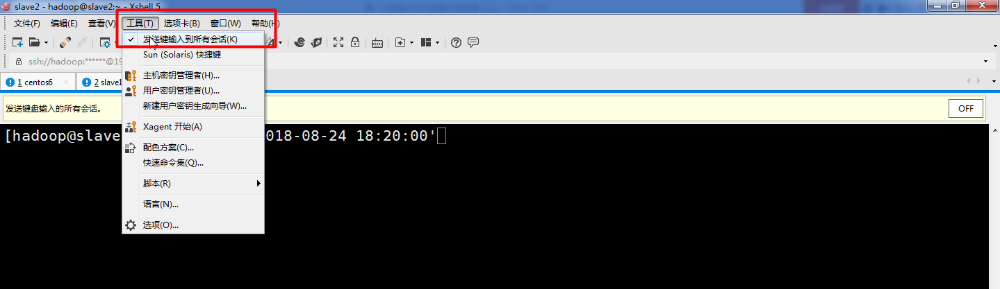 slave2 - hadoop@slave2:~ - Xshell 5
文件(F) 编辑(E) 查看(V) 工具(T) 选项卡(B) 窗口(W) 帮助(H)
发送键输入到所有会话(K)
Sun (Solaris) 快捷键
ssh://hadoop:******@19
主机密钥管理者(H)...
1 centos6 2 slave1
用户密钥管理者(U)...
新建用户密钥生成向导(W)...
发送键盘输入的所有会话。 OFF
Xagent 开始(A)
[hadoop@slave 018-08-24 18:20:00'
配色方案(C)...
快速命令集(Q)...
脚本(R)
语言(N)...
选项(O)...